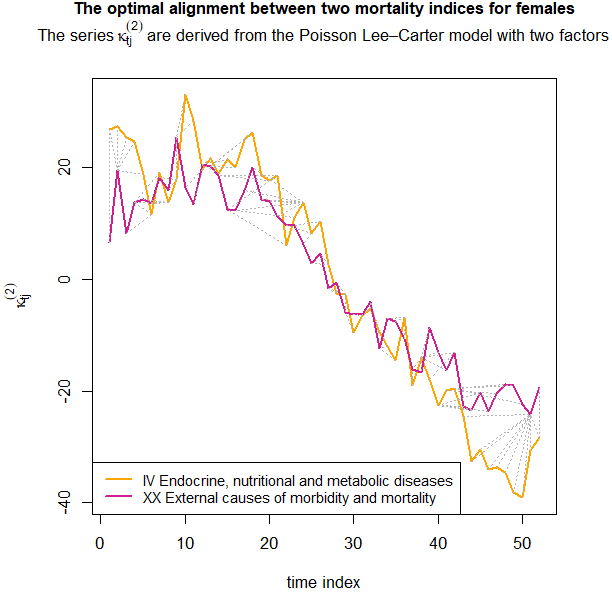 The optimal alignment between two mortality indices for females
The series κtj(2) are derived from the Poisson Lee–Carter model with two factors
20
0
-20
-40
κtj(2)
IV Endocrine, nutritional and metabolic diseases
XX External causes of morbidity and mortality
0 10 20 30 40 50
time index